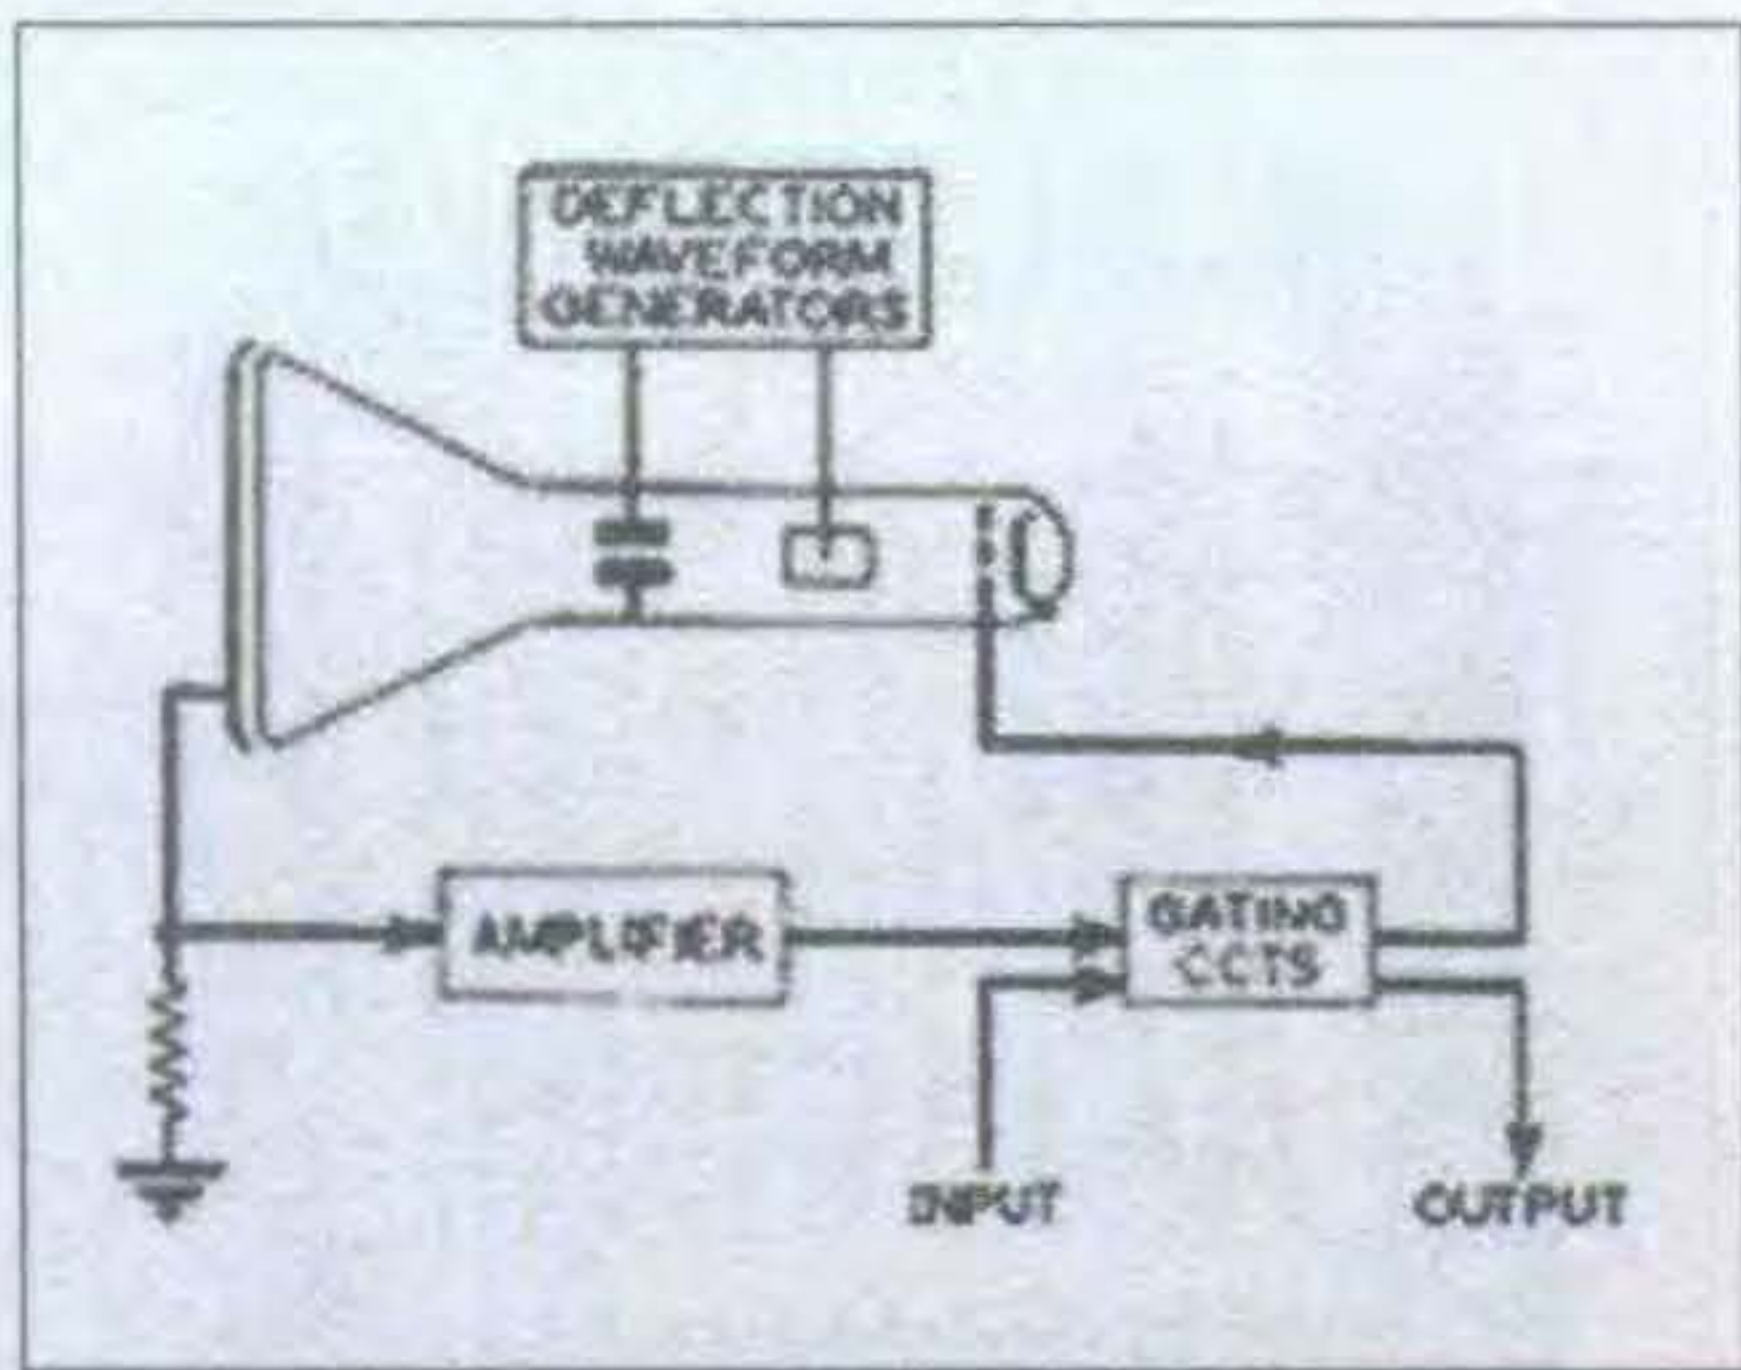 DEFLECTION
WAVEFORM
GENERATORS
AMPLIFIER
GATING
CCTS
INPUT
OUTPUT